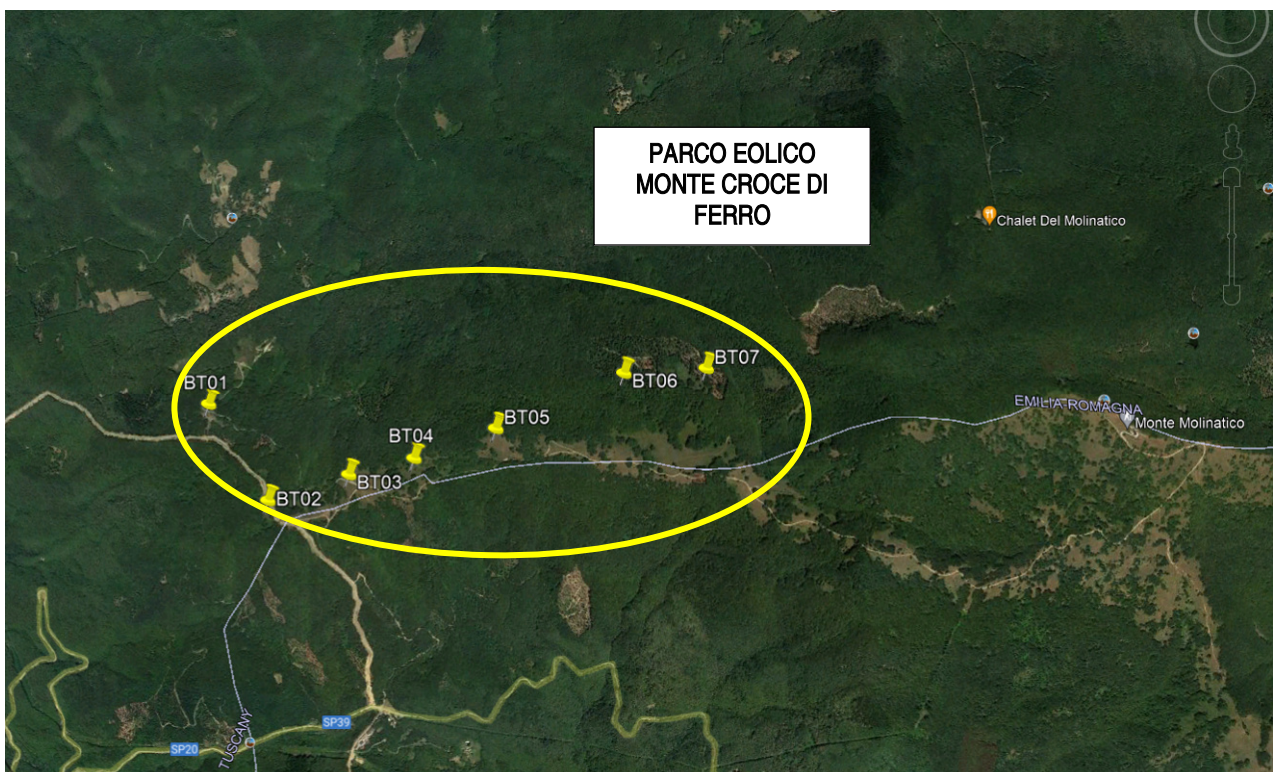 PARCO EOLICO
MONTE CROCE DI
FERRO
Chalet Del Molinatico
BT07
BT06
BT01
EMILIA ROMAGNA
BT05
Monte Molinatico
BT04
BT03
BT02
SP39
TUSCANY
SP20